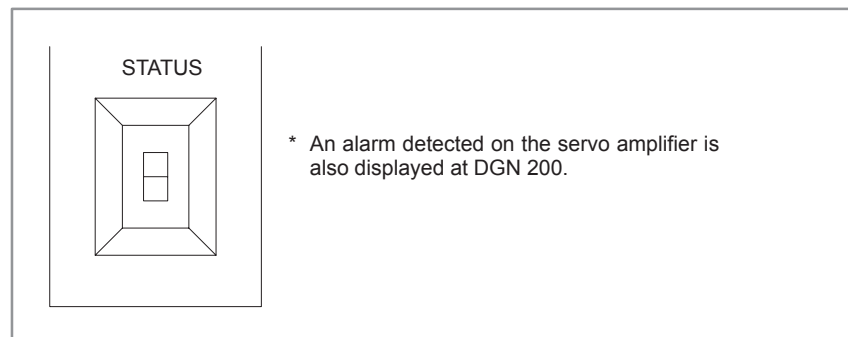 STATUS
* An alarm detected on the servo amplifier is
also displayed at DGN 200.